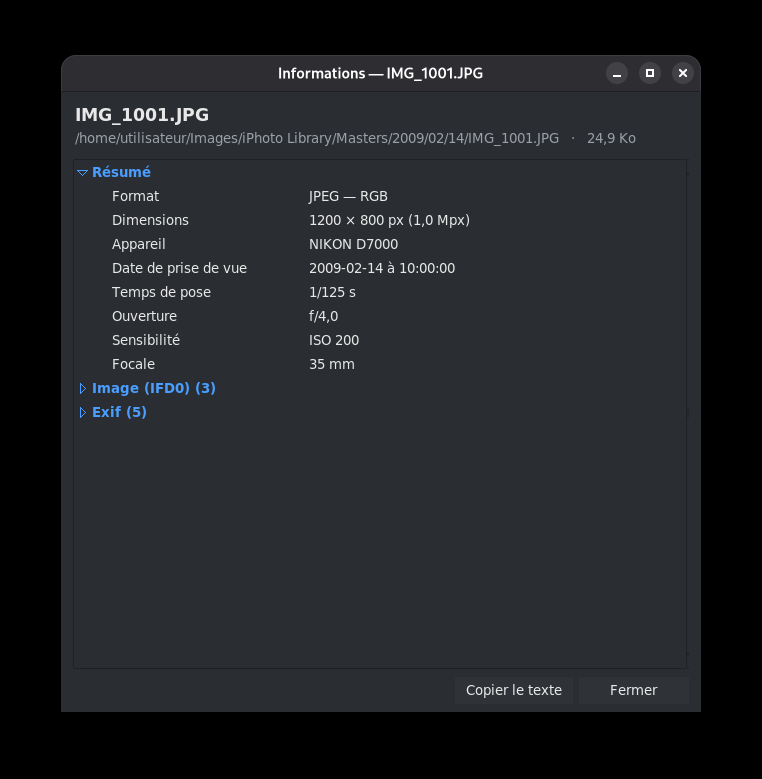 Informations — IMG_1001.JPG
IMG_1001.JPG
/home/utilisateur/Images/iPhoto Library/Masters/2009/02/14/IMG_1001.JPG · 24,9 Ko
Résumé
Format JPEG — RGB
Dimensions 1200 × 800 px (1,0 Mpx)
Appareil NIKON D7000
Date de prise de vue 2009-02-14 à 10:00:00
Temps de pose 1/125 s
Ouverture f/4,0
Sensibilité ISO 200
Focale 35 mm
Image (IFD0) (3)
Exif (5)
Copier le texte Fermer